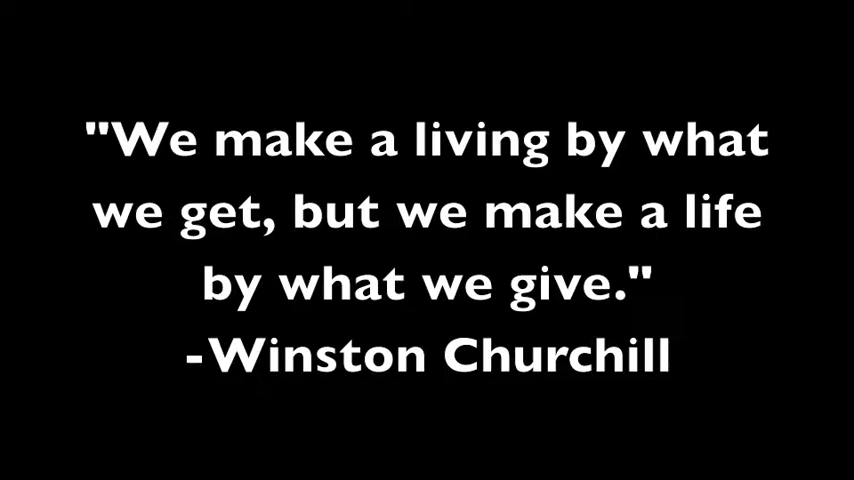 "We make a living by what
we get, but we make a life
by what we give."
-Winston Churchill